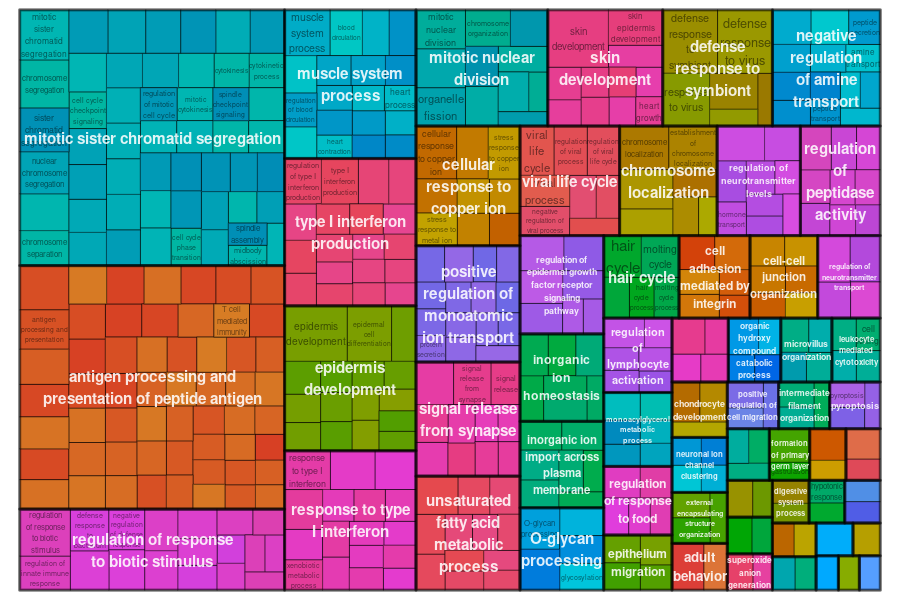 mitotic
sister
chromatid
segregation
chromosome
segregation
sister
chromatid
mitotic sister chromatid segregation
nuclear
chromosome
segregation
chromosome
separation
cell cycle
checkpoint
signaling
regulation
of mitotic
cell cycle
mitotic
cytokinesis
spindle
checkpoint
signaling
cytokinesis
cytokinetic
process
cell cycle
phase
transition
spindle
assembly
midbody
abscission
antigen
processing and
presentation
T cell
mediated
immunity
antigen processing and
presentation of peptide antigen
regulation
of response
to biotic
stimulus
defense
response
negative
regulation
regulation of response
to biotic stimulus
regulation of
innate immune
response
muscle
system
process
blood
circulation
muscle system
process
regulation
of blood
circulation
heart
process
heart
contraction
regulation
of type I
interferon
production
type I
interferon
production
type I interferon
production
epidermis
development
epidermal
cell
differentiation
epidermis
development
response
to type I
interferon
response to type
I interferon
xenobiotic
metabolic
process
mitotic
nuclear
division
chromosome
organization
mitotic nuclear
division
organelle
fission
skin
development
skin
epidermis
development
skin
development
heart
growth
defense
response
to symbiont
defense
response
to virus
defense
response to
symbiont
response
to virus
negative
regulation
of amine
transport
peptide
secretion
amine
transport
cellular
response
to copper
ion
stress
response
to copper
ion
cellular
response to
copper ion
stress
response to
metal ion
viral
life
cycle
regulation
of viral
process
regulation
of viral life
cycle
viral life cycle
viral
process
negative
regulation of
viral process
chromosome
localization
establishment
of
chromosome
localization
chromosome
localization
regulation of
neurotransmitter
levels
hormone
transport
regulation
of
peptidase
activity
positive
regulation of
monoatomic
ion transport
protein
secretion
regulation of
epidermal growth
factor receptor
signaling
pathway
hair
cycle
molting
cycle
hair cycle
hair
cycle
process
molting
cycle
process
cell
adhesion
mediated by
integrin
cell-cell
junction
organization
regulation of
neurotransmitter
transport
signal
release
from
synapse
signal
release
signal release
from synapse
inorganic
ion
homeostasis
regulation
of
lymphocyte
activation
organic
hydroxy
compound
catabolic
process
microvillus
organization
cell
leukocyte
mediated
cytotoxicity
unsaturated
fatty acid
metabolic
process
inorganic ion
import across
plasma
membrane
monoacylglycerol
metabolic
process
chondrocyte
development
positive
regulation of
cell migration
intermediate
filament
organization
pyroptosis
pyroptosis
neuronal ion
channel
clustering
formation
of primary
germ layer
O-glycan
processing
O-glycan
processing
glycosylation
regulation
of response
to food
external
encapsulating
structure
organization
digestive
system
process
hypotonic
response
epithelium
migration
adult
behavior
superoxide
anion
generation